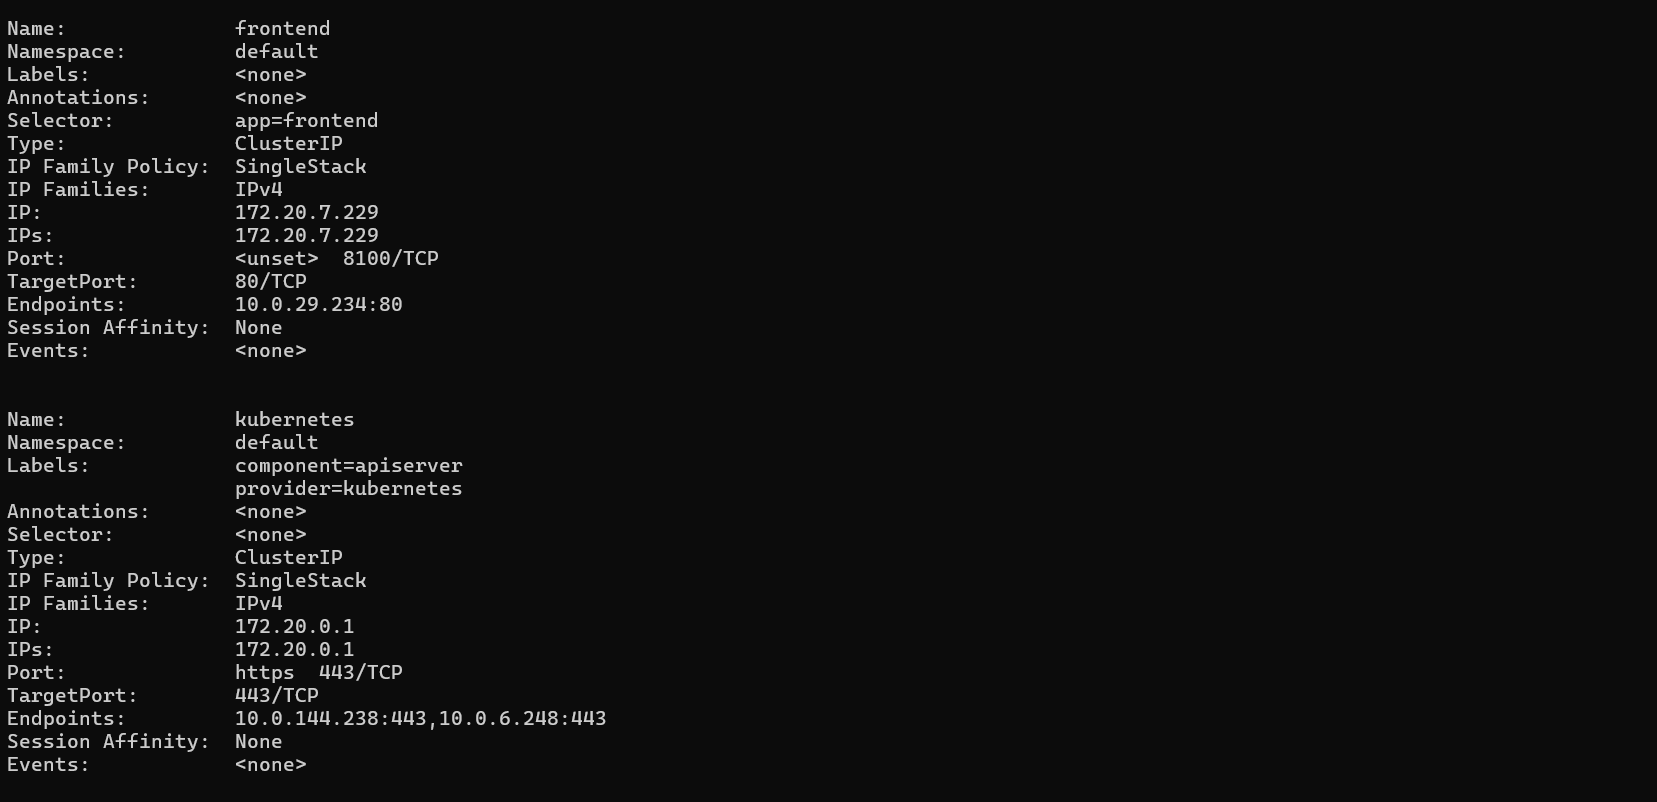 Name:              frontend
Namespace:         default
Labels:            <none>
Annotations:       <none>
Selector:          app=frontend
Type:              ClusterIP
IP Family Policy:  SingleStack
IP Families:       IPv4
IP:                172.20.7.229
IPs:               172.20.7.229
Port:              <unset>  8100/TCP
TargetPort:        80/TCP
Endpoints:         10.0.29.234:80
Session Affinity:  None
Events:            <none>

Name:              kubernetes
Namespace:         default
Labels:            component=apiserver
                   provider=kubernetes
Annotations:       <none>
Selector:          <none>
Type:              ClusterIP
IP Family Policy:  SingleStack
IP Families:       IPv4
IP:                172.20.0.1
IPs:               172.20.0.1
Port:              https  443/TCP
TargetPort:        443/TCP
Endpoints:         10.0.144.238:443,10.0.6.248:443
Session Affinity:  None
Events:            <none>